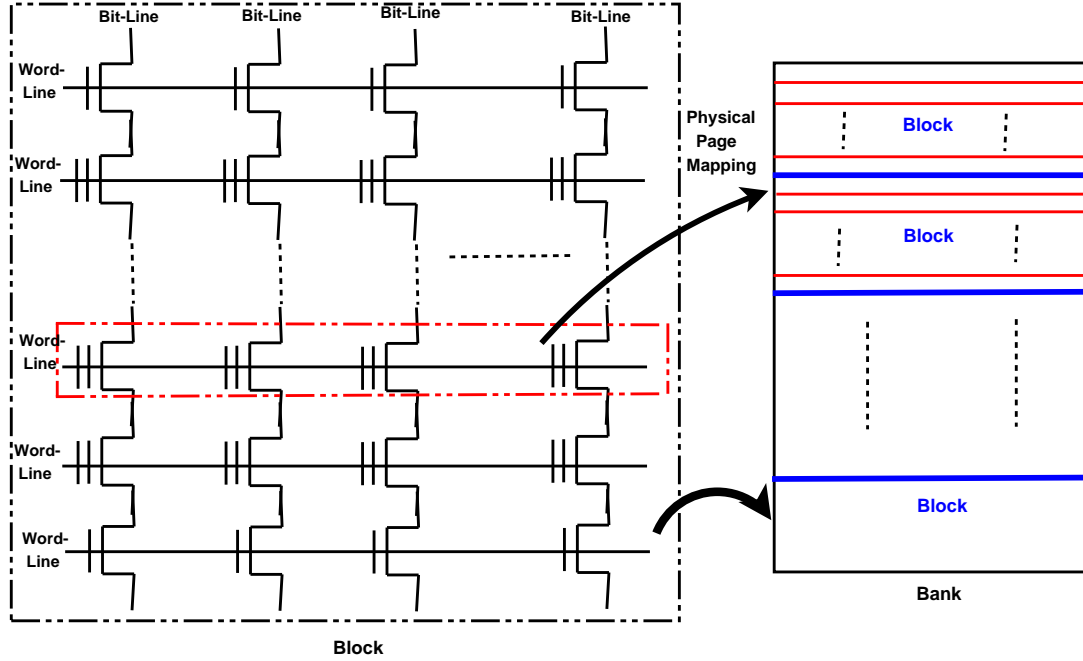 Bit-Line Bit-Line Bit-Line Bit-Line
Word-
Line
Word-
Line
Word-
Line
Word-
Line
Word-
Line
Block
Physical
Page
Mapping
Block
Block
Block
Bank